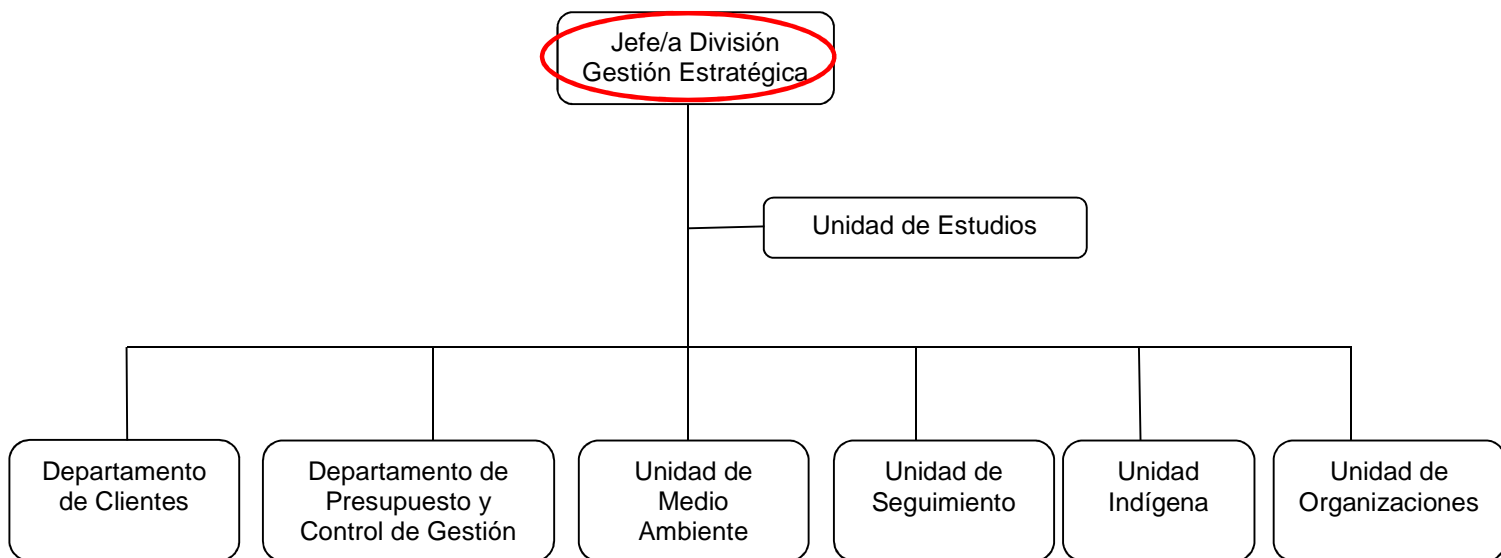 Jefe/a División
Gestión Estratégica
Unidad de Estudios
Departamento
de Clientes
Departamento de
Presupuesto y
Control de Gestión
Unidad de
Medio
Ambiente
Unidad de
Seguimiento
Unidad
Indígena
Unidad de
Organizaciones